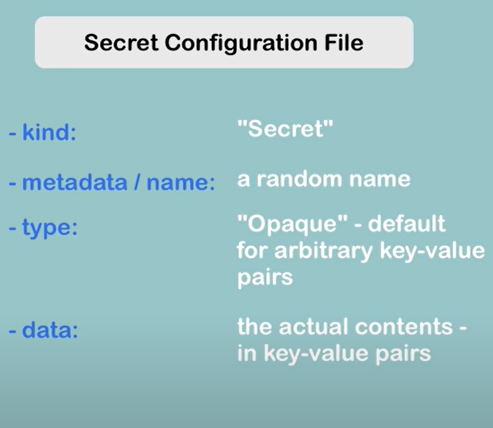 Secret Configuration File
- kind: "Secret"
- metadata / name: a random name
- type: "Opaque" - default
for arbitrary key-value
pairs
- data: the actual contents -
in key-value pairs